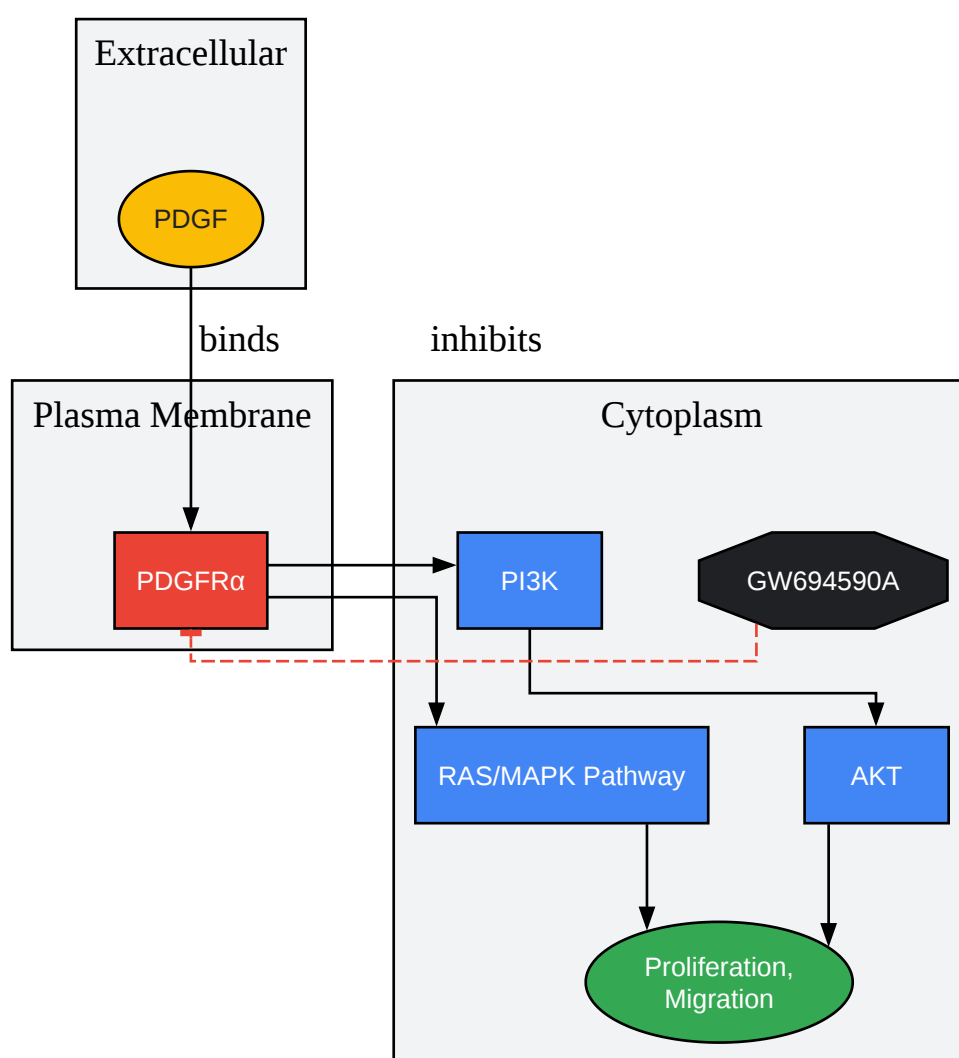 Extracellular
PDGF
binds
inhibits
Plasma Membrane
Cytoplasm
PDGFRα
PI3K
GW694590A
RAS/MAPK Pathway
AKT
Proliferation,
Migration